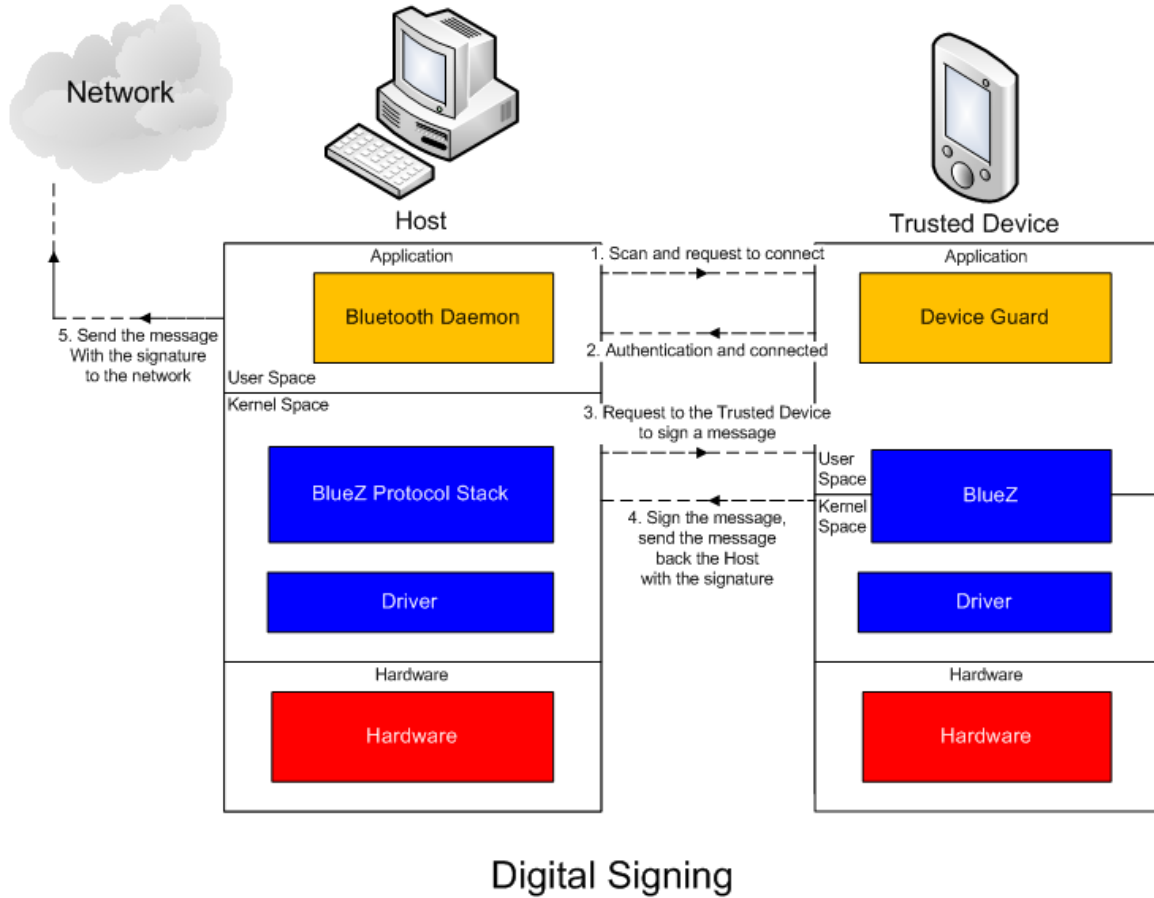 Network
Host
Trusted Device
Application
Bluetooth Daemon
User Space
Kernel Space
BlueZ Protocol Stack
Driver
Hardware
Hardware
1. Scan and request to connect
2. Authentication and connected
3. Request to the Trusted Device
to sign a message
4. Sign the message,
send the message
back the Host
with the signature
5. Send the message
With the signature
to the network
Application
Device Guard
User
Space
Kernel
Space
BlueZ
Driver
Hardware
Hardware
Digital Signing